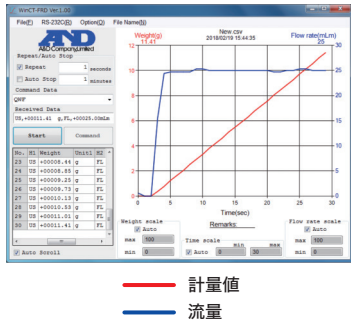 WinCT-FRD Ver.1.00
File(F) RS-232C(R) Option(O) File Name(N)
AND
A&D Company,Limited
Repeat/Auto Stop
Repeat 1 seconds
Auto Stop 1 minutes
Command Data
QWF
Received Data
US,+00011.41 g,FL,+00025.00mLm
Start Command
No. H1 Weight Unit1 H2
23 US +00008.44 g FL
24 US +00008.85 g FL
25 US +00009.25 g FL
26 US +00009.73 g FL
27 US +00010.13 g FL
28 US +00010.53 g FL
29 US +00011.01 g FL
30 US +00011.41 g FL
Auto Scroll
Weight(g)
11.41
New.csv
2018/02/19 15:44:35
Flow rate(mL/m)
25
12
10
8
6
4
2
0
30
25
20
15
10
5
0
0 5 10 15 20 25 30
Time(sec)
Weight scale
Auto
max 100
min 0
Remarks:
Time scale
min max
Auto 0 30
Flow rate scale
Auto
max 100
min 0
計量値
流量